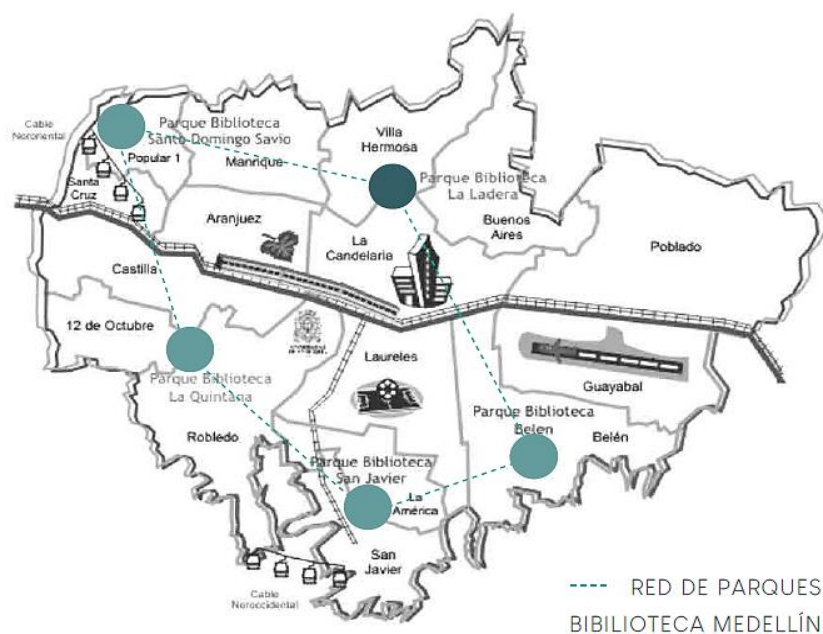 Cable
Nororiental
Parque Biblioteca
Santo Domingo Savio
Popular 1
Manrique
Santa
Cruz
Villa
Hermosa
Parque Biblioteca
La Ladera
Buenos
Aires
Aranjuez
La
Candelaria
Poblado
Castilla
12 de Octubre
Parque Biblioteca
La Quintana
Laureles
Guayabal
Parque Biblioteca
Belen
Belén
Robledo
Parque Biblioteca
San Javier
La
América
San
Javier
Cable
Noroccidental
RED DE PARQUES
BIBILIOTECA MEDELLÍN